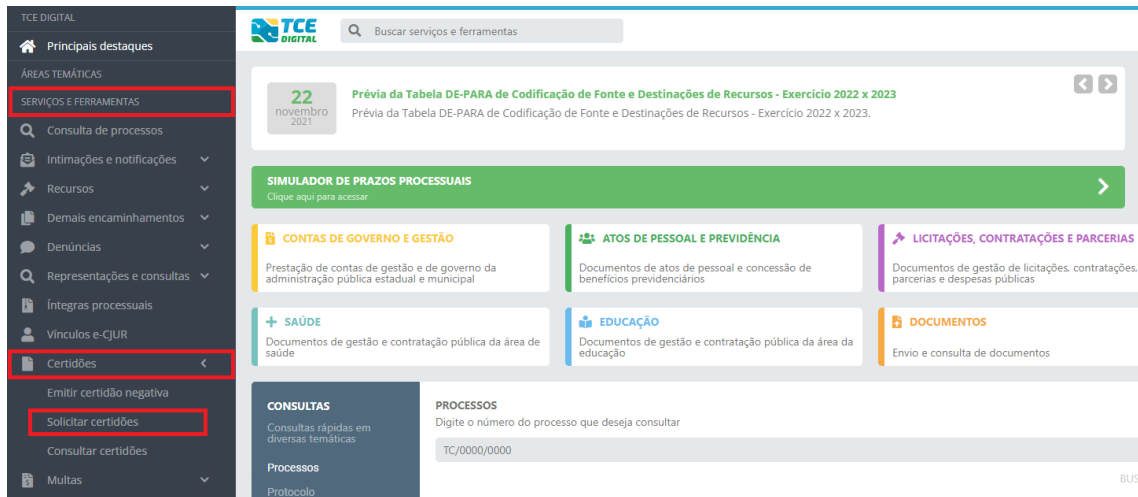 TCE DIGITAL
Principais destaques
ÁREAS TEMÁTICAS
SERVIÇOS E FERRAMENTAS
Consulta de processos
Intimações e notificações
Recursos
Demais encaminhamentos
Denúncias
Representações e consultas
Íntegras processuais
Vínculos e-CJUR
Certidões
Emitir certidão negativa
Solicitar certidões
Consultar certidões
Multas
TCE
DIGITAL
Buscar serviços e ferramentas
22
novembro
2021
Prévia da Tabela DE-PARA de Codificação de Fonte e Destinações de Recursos - Exercício 2022 x 2023
Prévia da Tabela DE-PARA de Codificação de Fonte e Destinações de Recursos - Exercício 2022 x 2023.
SIMULADOR DE PRAZOS PROCESSUAIS
Clique aqui para acessar
CONTAS DE GOVERNO E GESTÃO
Prestação de contas de gestão e de governo da
administração pública estadual e municipal
ATOS DE PESSOAL E PREVIDÊNCIA
Documentos de atos de pessoal e concessão de
benefícios previdenciários
LICITAÇÕES, CONTRATAÇÕES E PARCERIAS
Documentos de gestão de licitações, contratações,
parcerias e despesas públicas
SAÚDE
Documentos de gestão e contratação pública da área de
saúde
EDUCAÇÃO
Documentos de gestão e contratação pública da área da
educação
DOCUMENTOS
Envio e consulta de documentos
CONSULTAS
Consultas rápidas em
diversas temáticas
Processos
Protocolo
PROCESSOS
Digite o número do processo que deseja consultar
TC/0000/0000
BUS